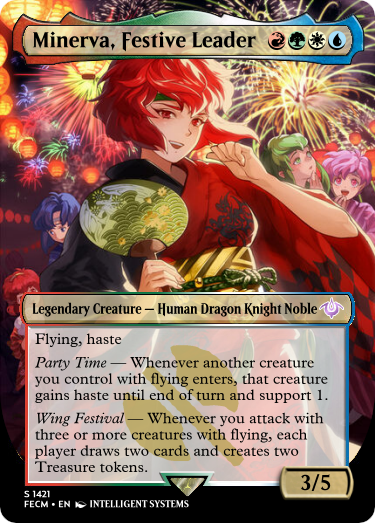 Minerva, Festive Leader
Legendary Creature — Human Dragon Knight Noble
Flying, haste
Party Time — Whenever another creature
you control with flying enters, that creature
gains haste until end of turn and support 1.
Wing Festival — Whenever you attack with
three or more creatures with flying, each
player draws two cards and creates two
Treasure tokens.
3/5
S 1421
FECM • EN INTELLIGENT SYSTEMS